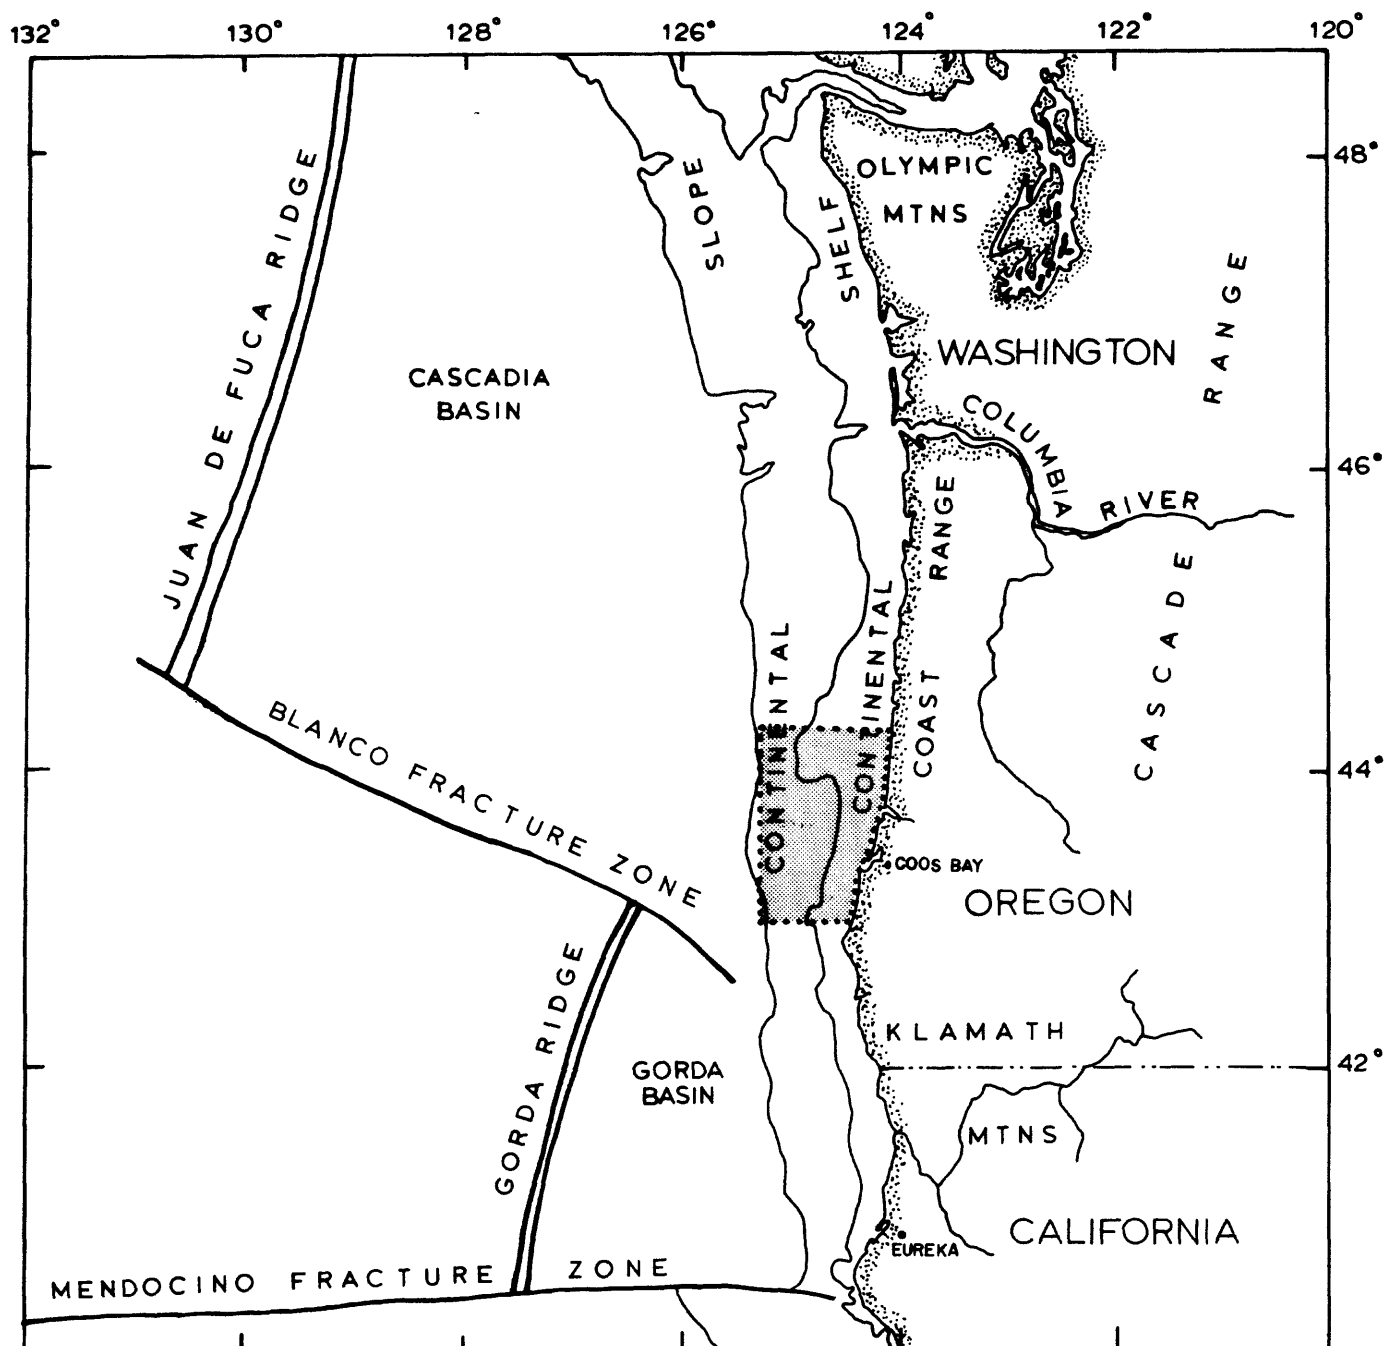 132° 130° 128° 126° 124° 122° 120°
48°
46°
44°
42°
JUAN DE FUCA RIDGE
CASCADIA
BASIN
CONTINENTAL SLOPE
CONTINENTAL SHELF
OLYMPIC
MTNS
WASHINGTON
COLUMBIA RIVER
COAST RANGE
CASCADE RANGE
BLANCO FRACTURE ZONE
COOS BAY
OREGON
GORDA RIDGE
GORDA
BASIN
KLAMATH
MTNS
CALIFORNIA
EUREKA
MENDOCINO FRACTURE ZONE